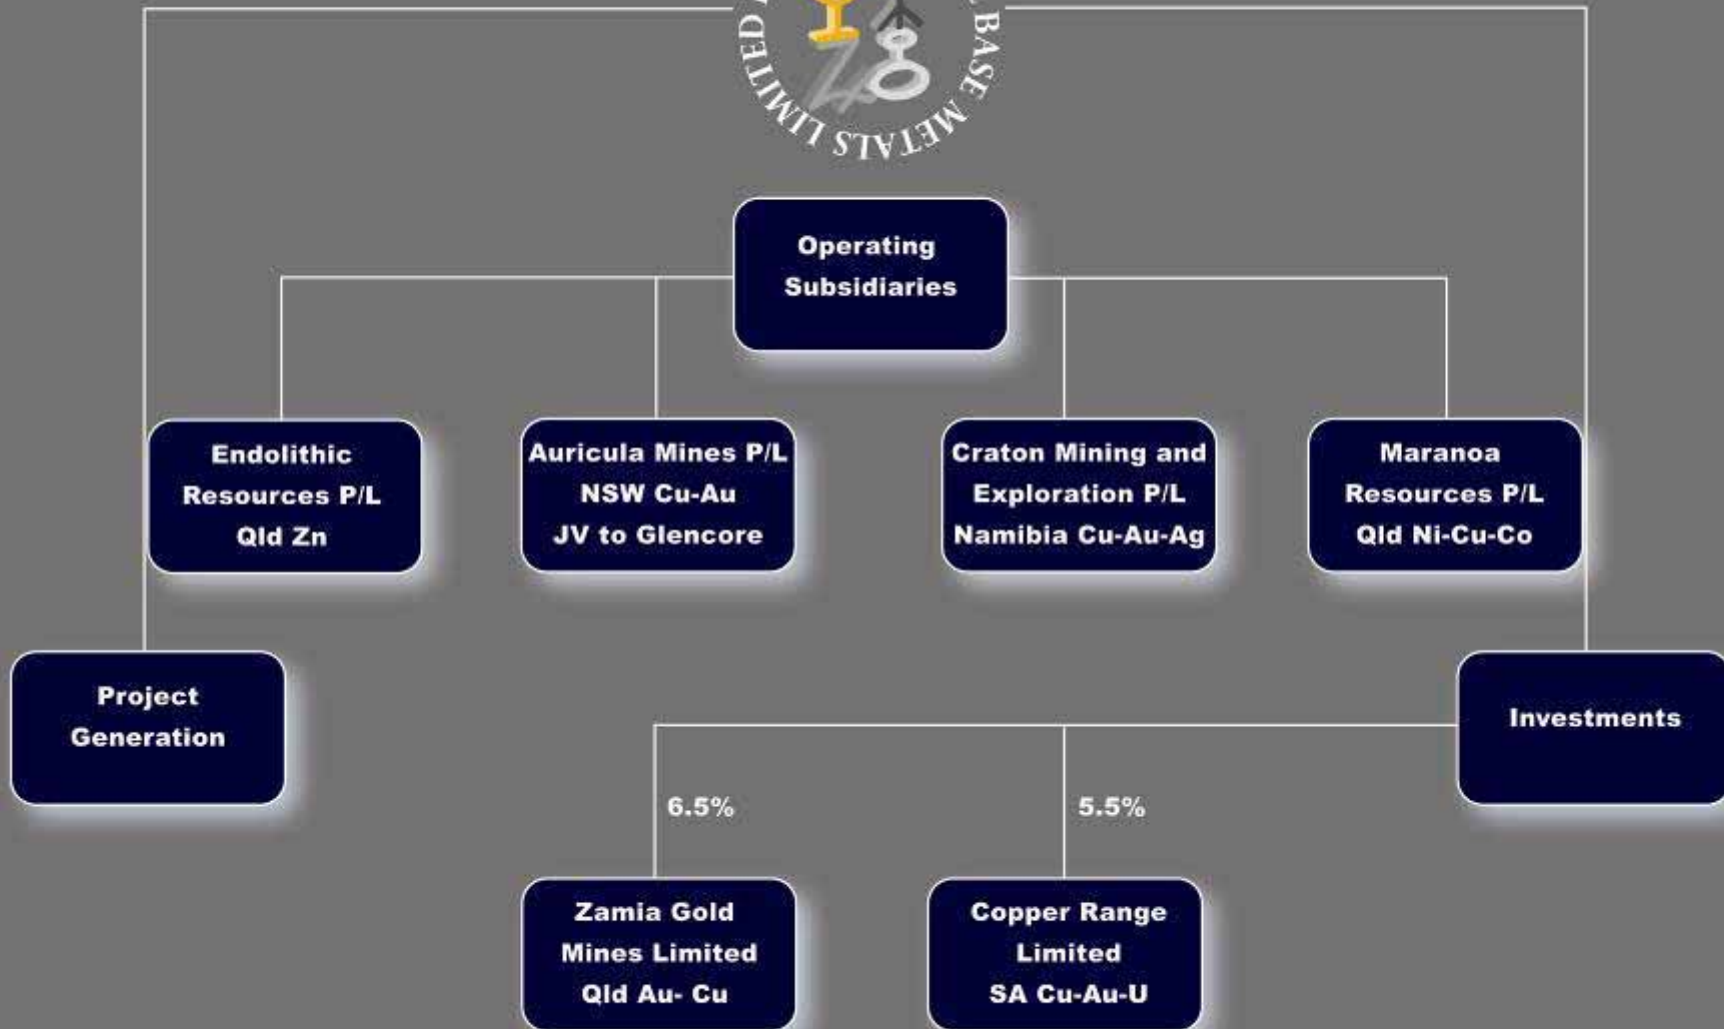 BASE METALS LIMITED
Operating
Subsidiaries
Endolithic
Resources P/L
Qld Zn
Auricula Mines P/L
NSW Cu-Au
JV to Glencore
Craton Mining and
Exploration P/L
Namibia Cu-Au-Ag
Maranoa
Resources P/L
Qld Ni-Cu-Co
Project
Generation
Investments
6.5%
5.5%
Zamia Gold
Mines Limited
Qld Au- Cu
Copper Range
Limited
SA Cu-Au-U